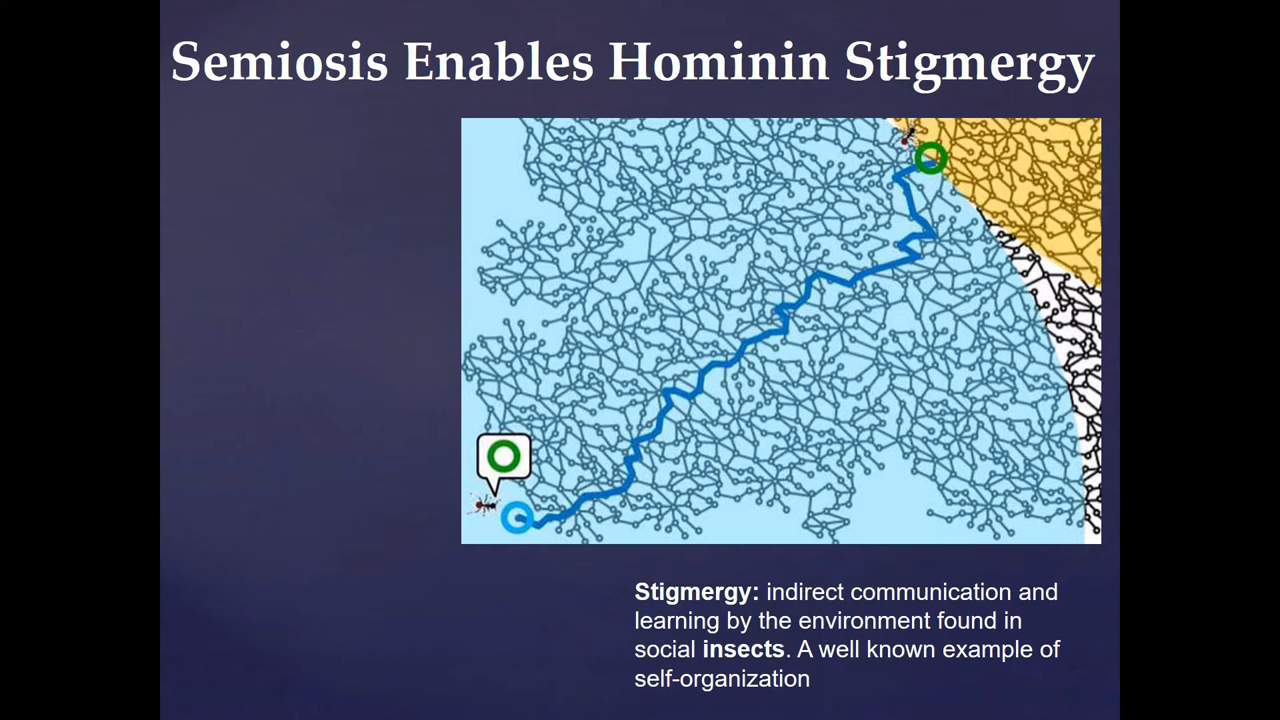 Semiosis Enables Hominin Stigmergy
Stigmergy: indirect communication and
learning by the environment found in
social insects. A well known example of
self-organization